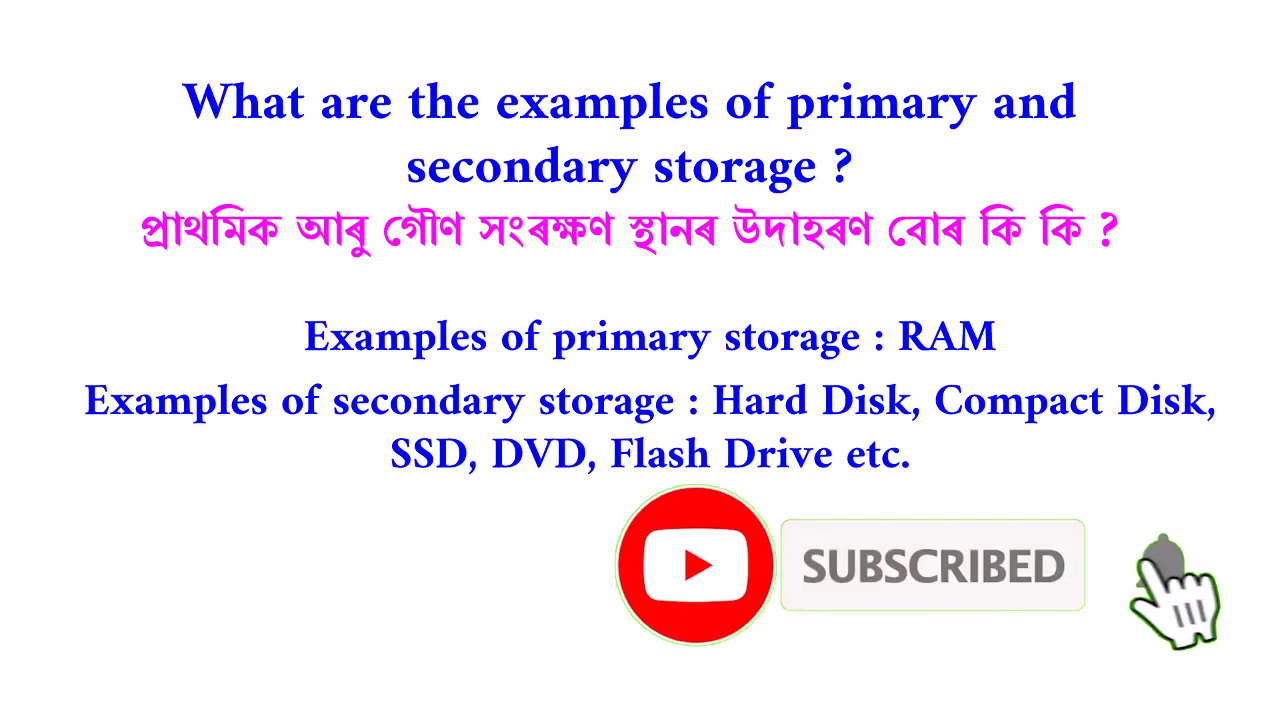 What are the examples of primary and
secondary storage ?
প্ৰাথমিক আৰু গৌণ সংৰক্ষণ স্থানৰ উদাহৰণ বোৰ কি কি ?
Examples of primary storage : RAM
Examples of secondary storage : Hard Disk, Compact Disk,
SSD, DVD, Flash Drive etc.
SUBSCRIBED